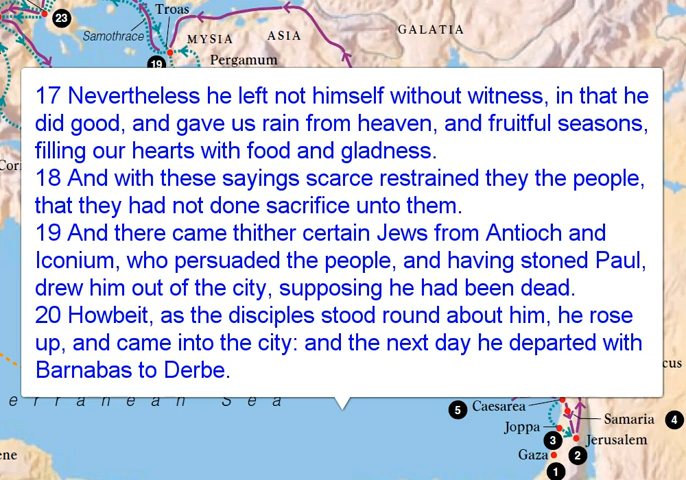 23
Troas
Samothrace
MYSIA
ASIA
GALATIA
19
Pergamum
17 Nevertheless he left not himself without witness, in that he
did good, and gave us rain from heaven, and fruitful seasons,
filling our hearts with food and gladness.
18 And with these sayings scarce restrained they the people,
that they had not done sacrifice unto them.
19 And there came thither certain Jews from Antioch and
Iconium, who persuaded the people, and having stoned Paul,
drew him out of the city, supposing he had been dead.
20 Howbeit, as the disciples stood round about him, he rose
up, and came into the city: and the next day he departed with
Barnabas to Derbe.
Sea
5
Caesarea
Samaria
4
Joppa
3
2
Jerusalem
Gaza
1